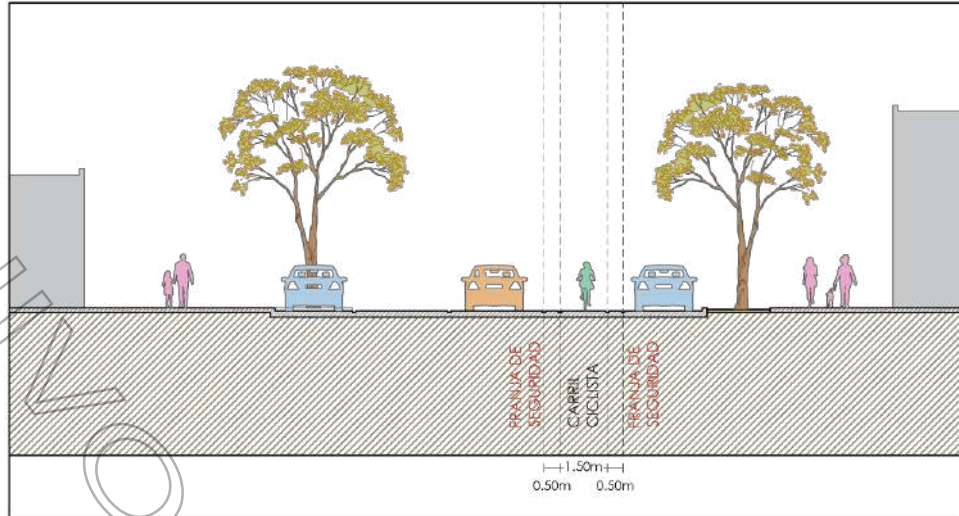 FRANJA DE
SEGURIDAD
CARRIL
CICLISTA
FRANJA DE
SEGURIDAD
1.50m
0.50m
0.50m